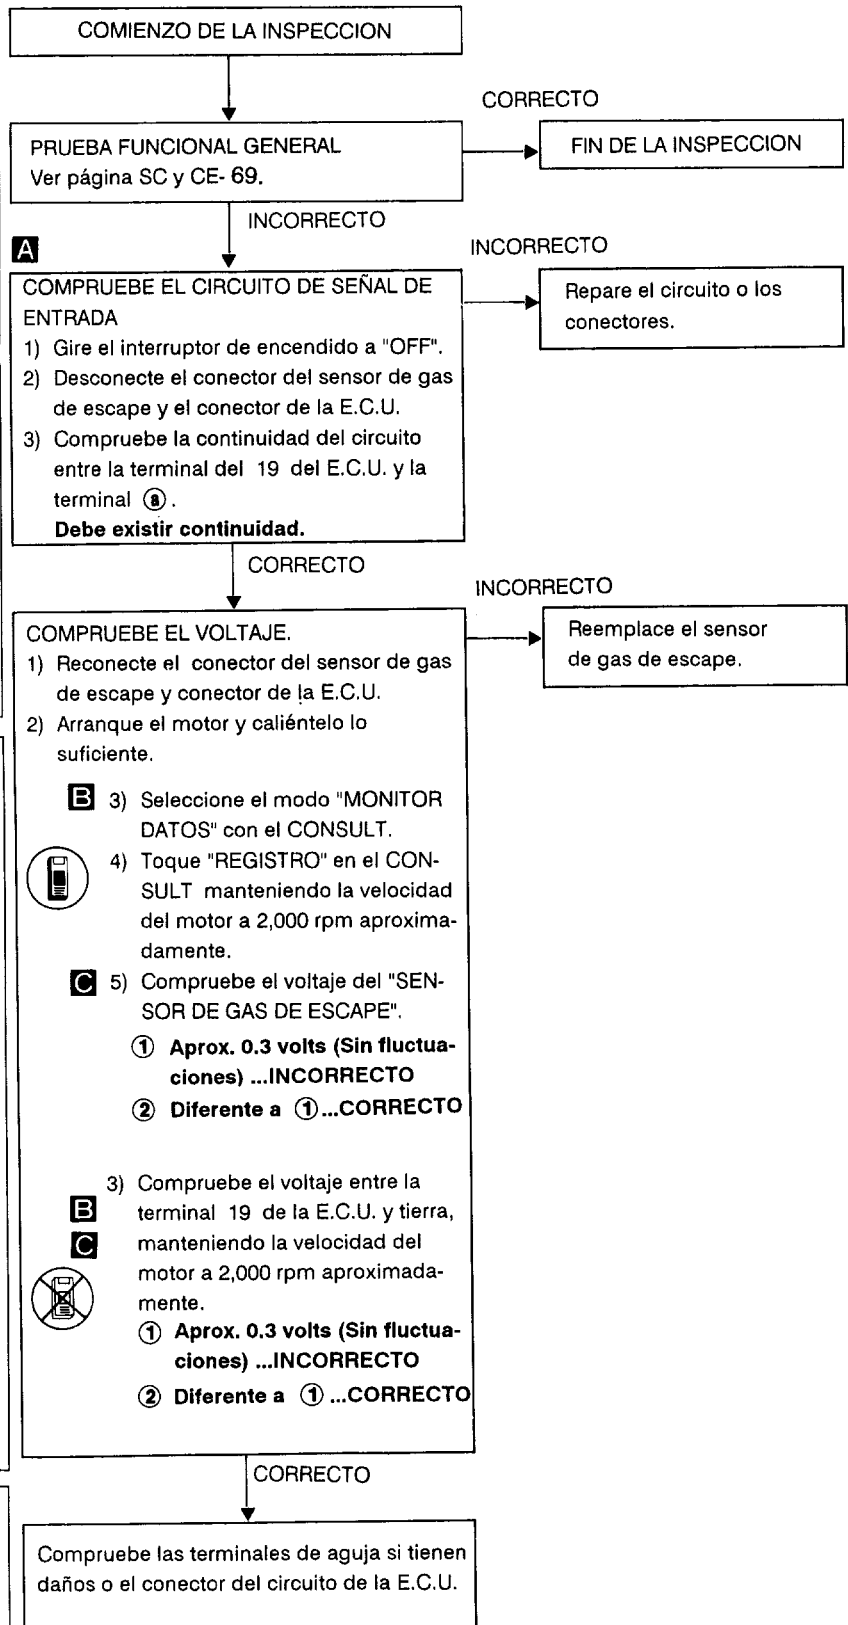 COMIENZO DE LA INSPECCION
CORRECTO
PRUEBA FUNCIONAL GENERAL
Ver página SC y CE- 69.
FIN DE LA INSPECCION
INCORRECTO
A
INCORRECTO
COMPRUEBE EL CIRCUITO DE SEÑAL DE
ENTRADA
1) Gire el interruptor de encendido a "OFF".
2) Desconecte el conector del sensor de gas
de escape y el conector de la E.C.U.
3) Compruebe la continuidad del circuito
entre la terminal del 19 del E.C.U. y la
terminal ⓐ.
Debe existir continuidad.
Repare el circuito o los
conectores.
CORRECTO
INCORRECTO
COMPRUEBE EL VOLTAJE.
1) Reconecte el conector del sensor de gas
de escape y conector de la E.C.U.
2) Arranque el motor y caliéntelo lo
suficiente.
Reemplace el sensor
de gas de escape.
B 3) Seleccione el modo "MONITOR
DATOS" con el CONSULT.
4) Toque "REGISTRO" en el CON-
SULT manteniendo la velocidad
del motor a 2,000 rpm aproxima-
damente.
C 5) Compruebe el voltaje del "SEN-
SOR DE GAS DE ESCAPE".
① Aprox. 0.3 volts (Sin fluctua-
ciones) ...INCORRECTO
② Diferente a ①...CORRECTO
3) Compruebe el voltaje entre la
B terminal 19 de la E.C.U. y tierra,
C manteniendo la velocidad del
motor a 2,000 rpm aproximada-
mente.
① Aprox. 0.3 volts (Sin fluctua-
ciones) ...INCORRECTO
② Diferente a ① ...CORRECTO
CORRECTO
Compruebe las terminales de aguja si tienen
daños o el conector del circuito de la E.C.U.